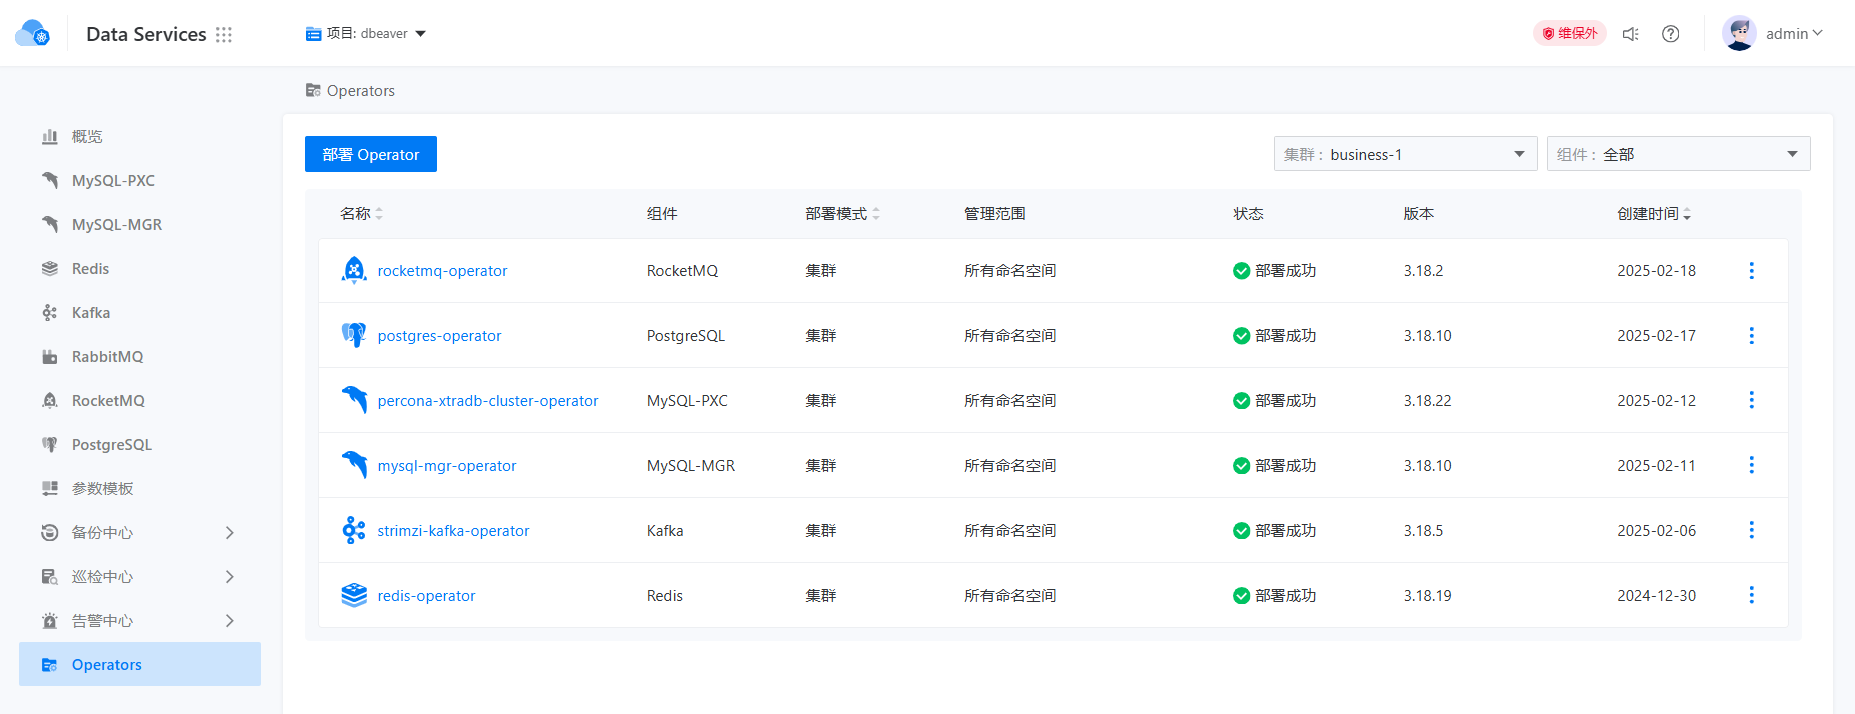 Data Services
项目: dbeaver
维保外
admin
Operators
概览
MySQL-PXC
MySQL-MGR
Redis
Kafka
RabbitMQ
RocketMQ
PostgreSQL
参数模板
备份中心
巡检中心
告警中心
Operators
部署 Operator
集群 : business-1
组件 : 全部
名称 组件 部署模式 管理范围 状态 版本 创建时间
rocketmq-operator RocketMQ 集群 所有命名空间 部署成功 3.18.2 2025-02-18
postgres-operator PostgreSQL 集群 所有命名空间 部署成功 3.18.10 2025-02-17
percona-xtradb-cluster-operator MySQL-PXC 集群 所有命名空间 部署成功 3.18.22 2025-02-12
mysql-mgr-operator MySQL-MGR 集群 所有命名空间 部署成功 3.18.10 2025-02-11
strimzi-kafka-operator Kafka 集群 所有命名空间 部署成功 3.18.5 2025-02-06
redis-operator Redis 集群 所有命名空间 部署成功 3.18.19 2024-12-30